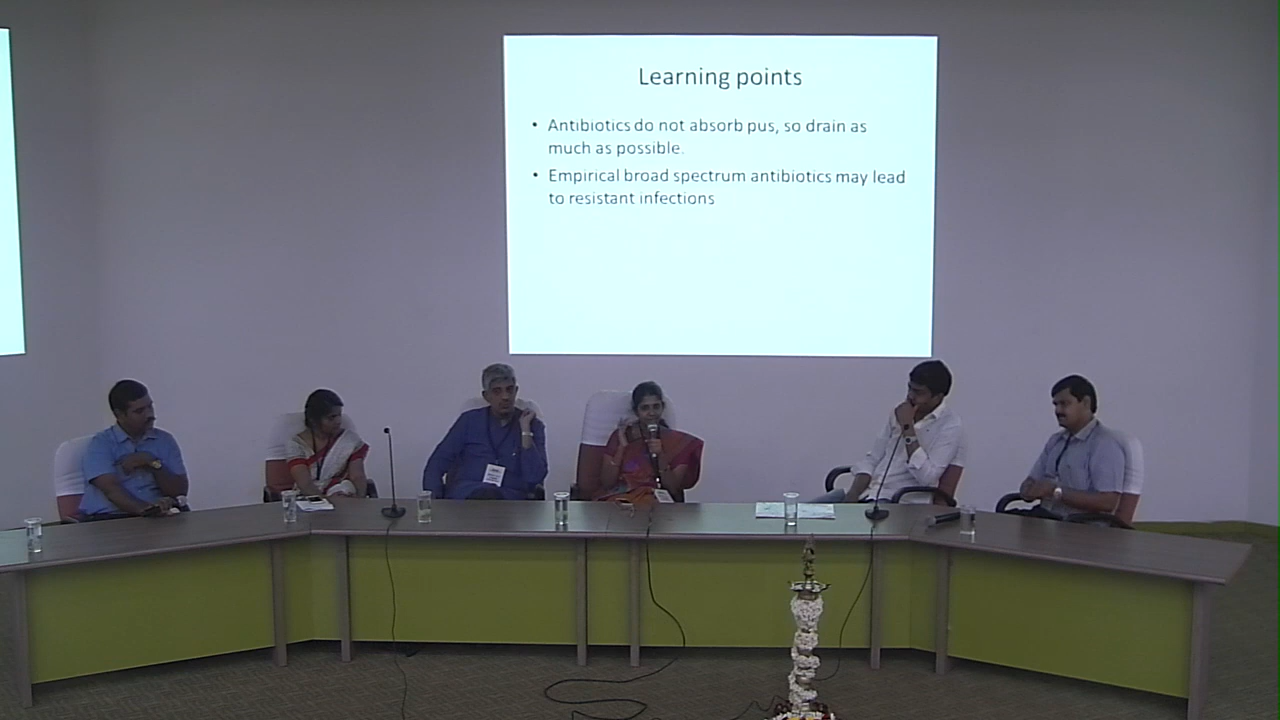 Learning points
• Antibiotics do not absorb pus, so drain as
much as possible.
• Empirical broad spectrum antibiotics may lead
to resistant infections